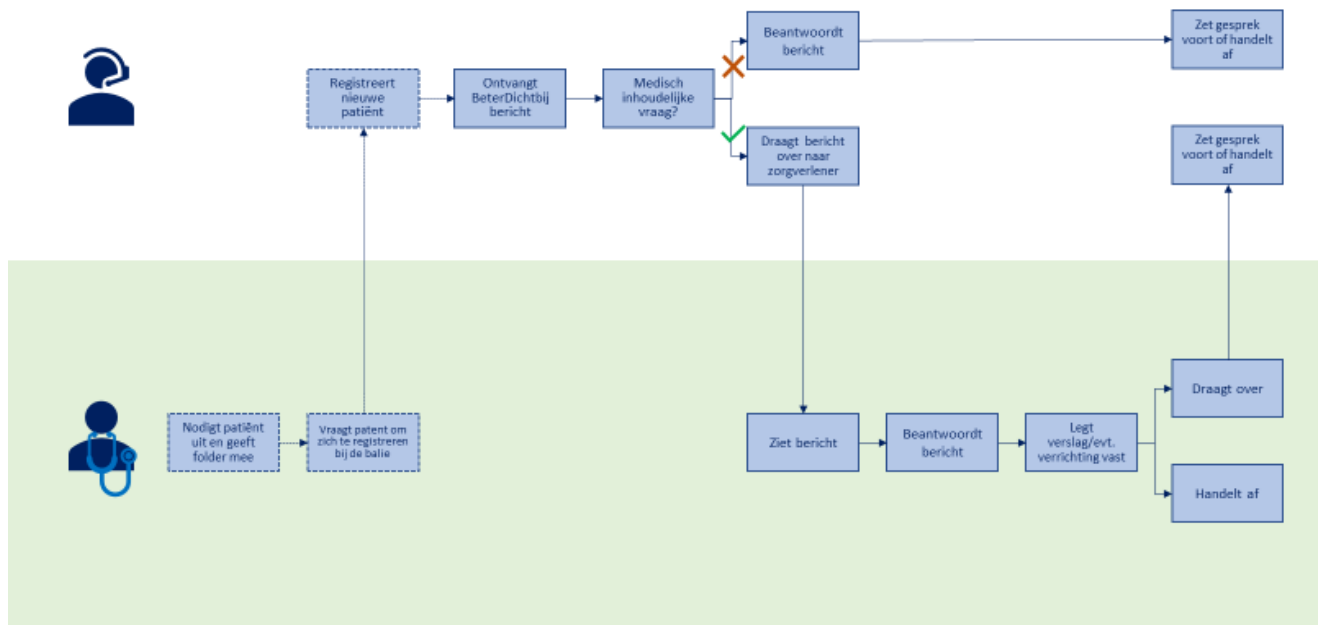 Registreert
nieuwe
patiënt
Ontvangt
BeterDichtbij
bericht
Medisch
inhoudelijke
vraag?
Beantwoordt
bericht
Zet gesprek
voort of handelt
af
Draagt bericht
over naar
zorgverlener
Zet gesprek
voort of handelt
af
Nodigt patiënt
uit en geeft
folder mee
Vraagt patent om
zich te registreren
bij de balie
Ziet bericht
Beantwoordt
bericht
Legt
verslag/evt.
verrichting vast
Draagt over
Handelt af